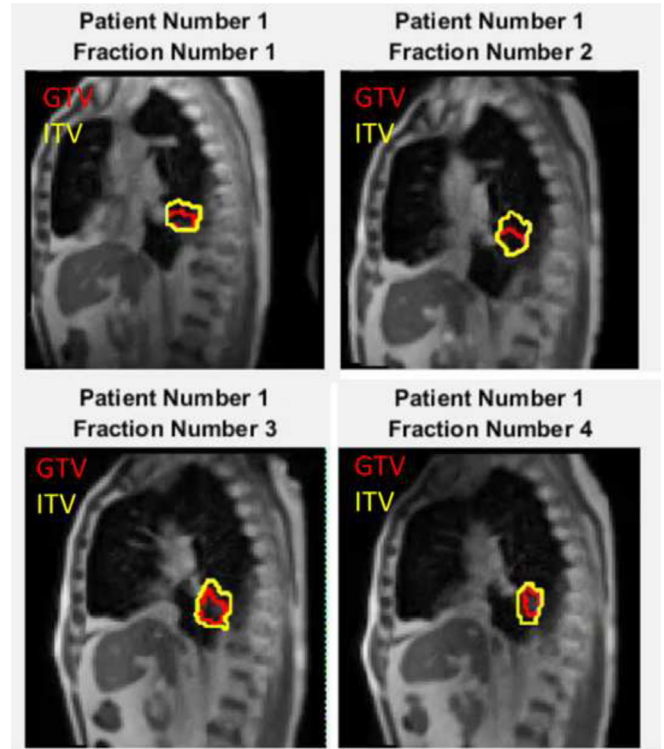 Patient Number 1
Fraction Number 1
GTV
ITV
Patient Number 1
Fraction Number 2
GTV
ITV
Patient Number 1
Fraction Number 3
GTV
ITV
Patient Number 1
Fraction Number 4
GTV
ITV